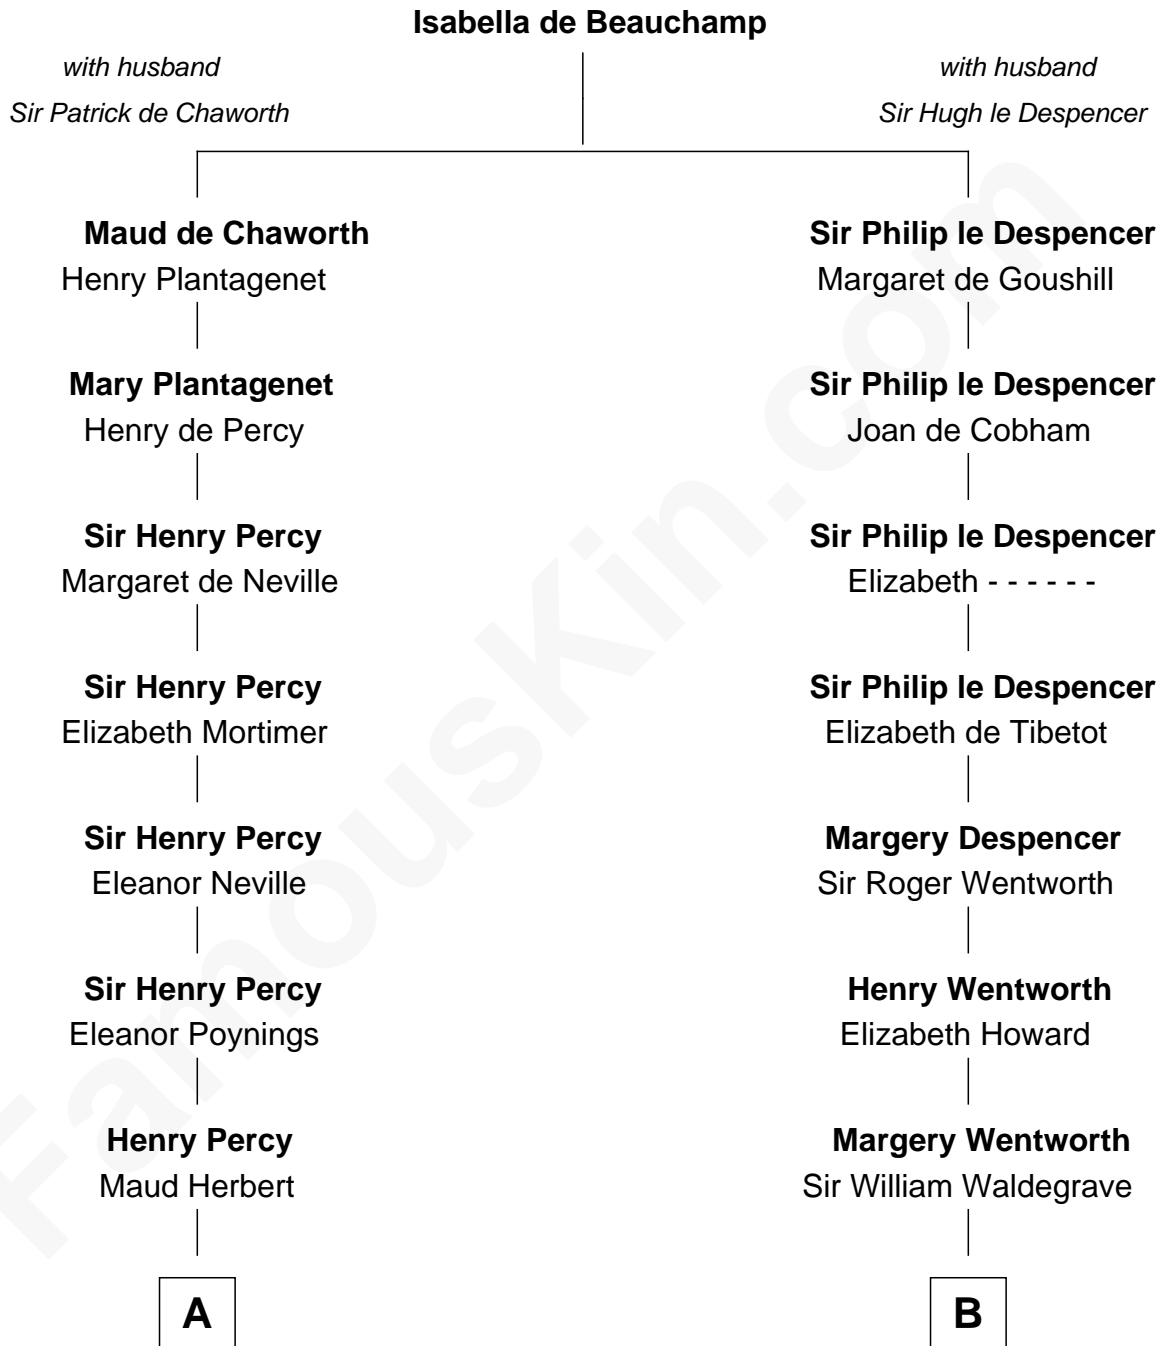 Isabella de Beauchamp
with husband
Sir Patrick de Chaworth
with husband
Sir Hugh le Despencer
Maud de Chaworth
Henry Plantagenet
Sir Philip le Despencer
Margaret de Goushill
Mary Plantagenet
Henry de Percy
Sir Philip le Despencer
Joan de Cobham
Sir Henry Percy
Margaret de Neville
Sir Philip le Despencer
Elizabeth - - - - - -
Sir Henry Percy
Elizabeth Mortimer
Sir Philip le Despencer
Elizabeth de Tibetot
Sir Henry Percy
Eleanor Neville
Margery Despencer
Sir Roger Wentworth
Sir Henry Percy
Eleanor Poynings
Henry Wentworth
Elizabeth Howard
Henry Percy
Maud Herbert
Margery Wentworth
Sir William Waldegrave
A
B
FamousKin.com